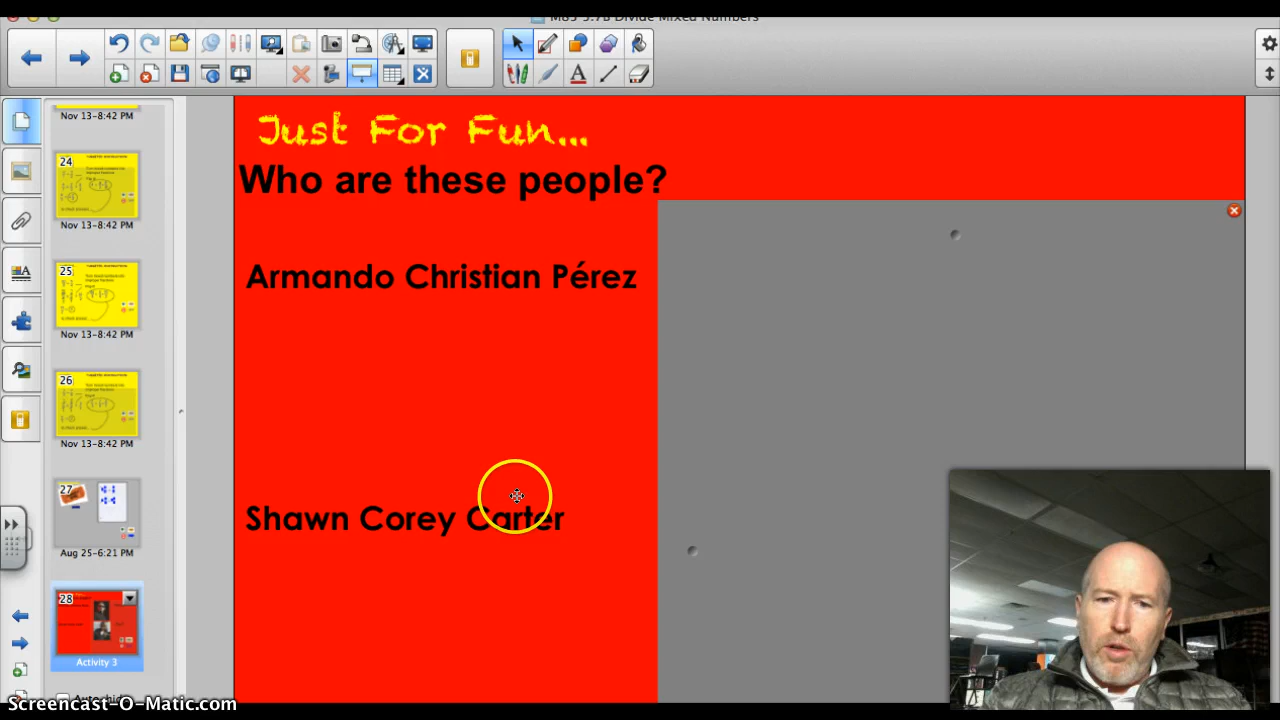 M85-5.7B Divide Mixed Numbers
Just For Fun...
Who are these people?
Armando Christian Pérez
Shawn Corey Carter
Nov 13-8:42 PM
24
Nov 13-8:42 PM
25
Nov 13-8:42 PM
26
Nov 13-8:42 PM
27
Aug 25-6:21 PM
28
Activity 3
Screencast-O-Matic.com